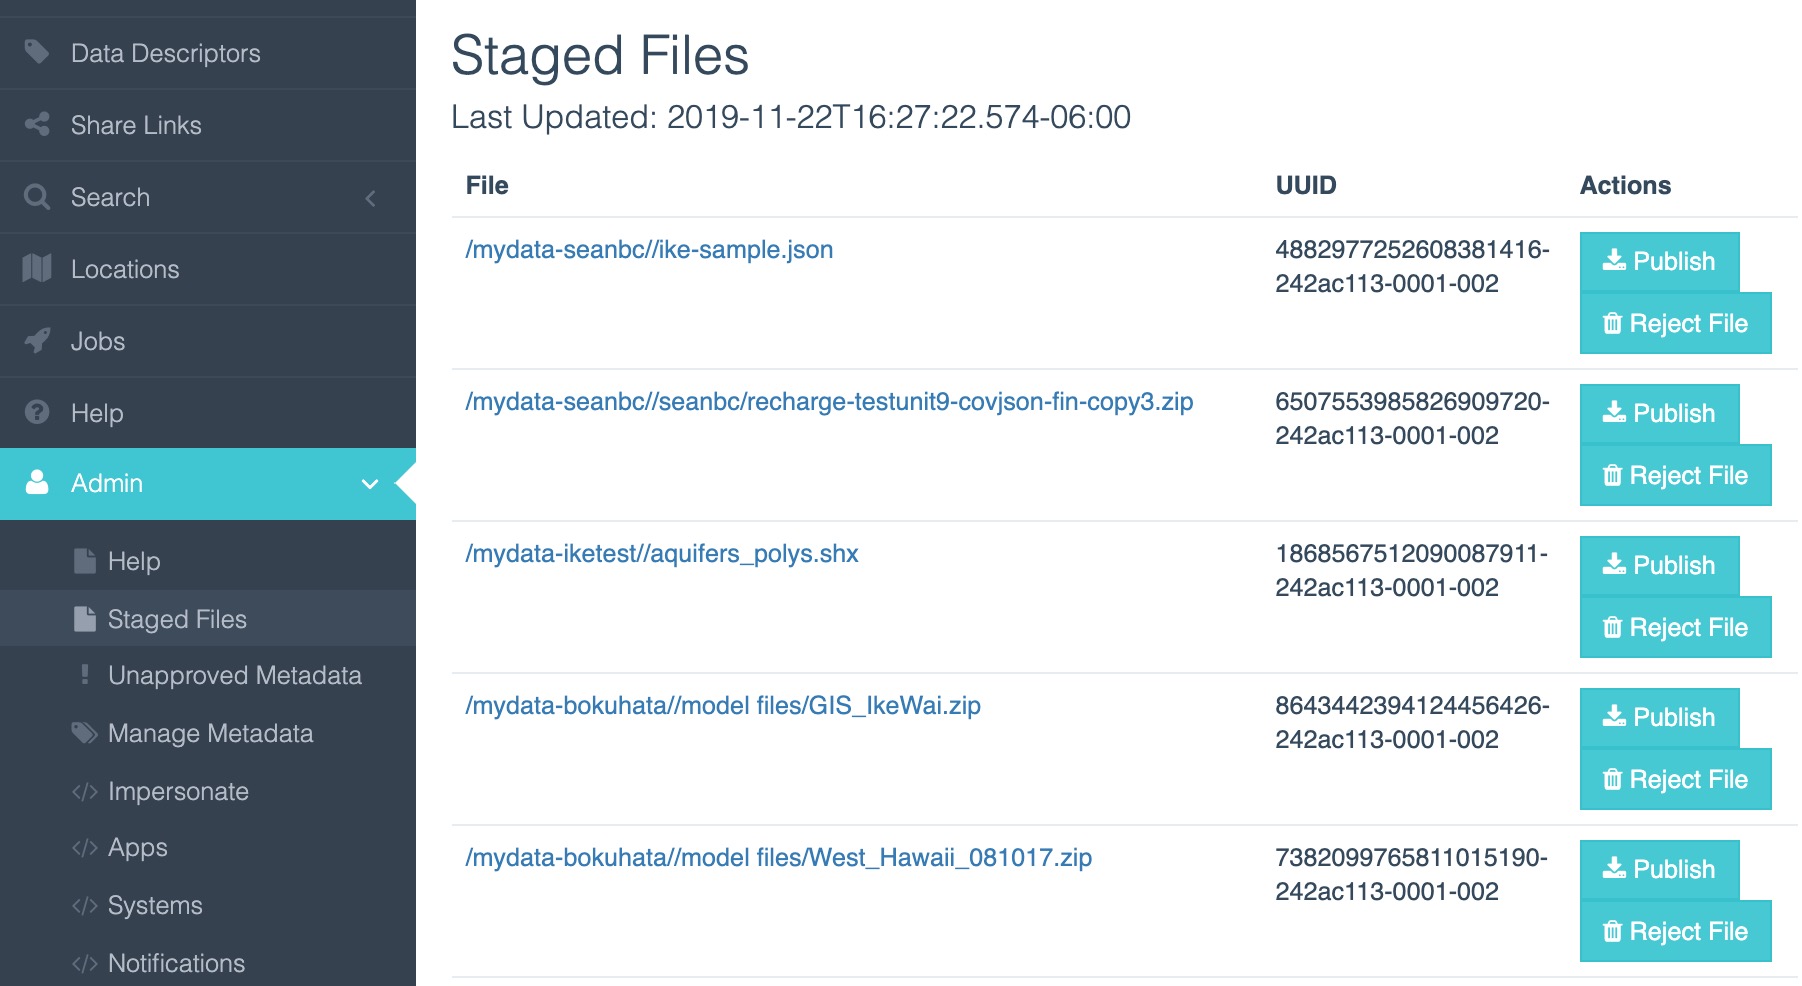 Data Descriptors
Share Links
Search
Locations
Jobs
Help
Admin
Help
Staged Files
Unapproved Metadata
Manage Metadata
Impersonate
Apps
Systems
Notifications
Staged Files
Last Updated: 2019-11-22T16:27:22.574-06:00
File UUID Actions
/mydata-seanbc//ike-sample.json 4882977252608381416- Publish
242ac113-0001-002
Reject File
/mydata-seanbc//seanbc/recharge-testunit9-covjson-fin-copy3.zip 6507553985826909720- Publish
242ac113-0001-002
Reject File
/mydata-iketest//aquifers_polys.shx 1868567512090087911- Publish
242ac113-0001-002
Reject File
/mydata-bokuhata//model files/GIS_IkeWai.zip 8643442394124456426- Publish
242ac113-0001-002
Reject File
/mydata-bokuhata//model files/West_Hawaii_081017.zip 7382099765811015190- Publish
242ac113-0001-002
Reject File